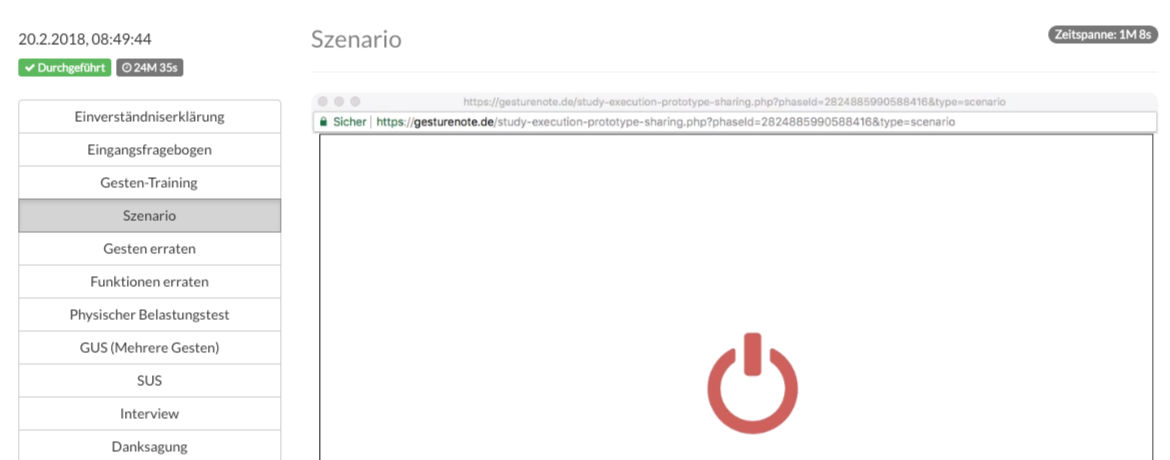 20.2.2018, 08:49:44
Durchgeführt 24M 35s
Einverständniserklärung
Eingangsfragebogen
Gesten-Training
Szenario
Gesten erraten
Funktionen erraten
Physischer Belastungstest
GUS (Mehrere Gesten)
SUS
Interview
Danksagung
Szenario
Zeitspanne: 1M 8s
https://gesturenote.de/study-execution-prototype-sharing.php?phaseId=2824885990588416&type=scenario
Sicher | https://gesturenote.de/study-execution-prototype-sharing.php?phaseId=2824885990588416&type=scenario